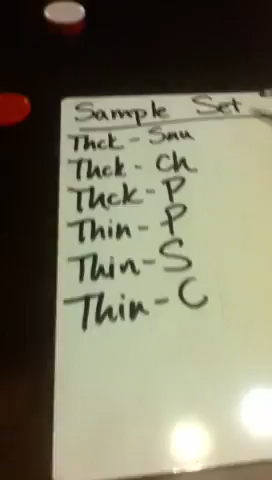 Sample Set
Thck - Sau
Thck - Ch
Thck - P
Thin - P
Thin - S
Thin - C